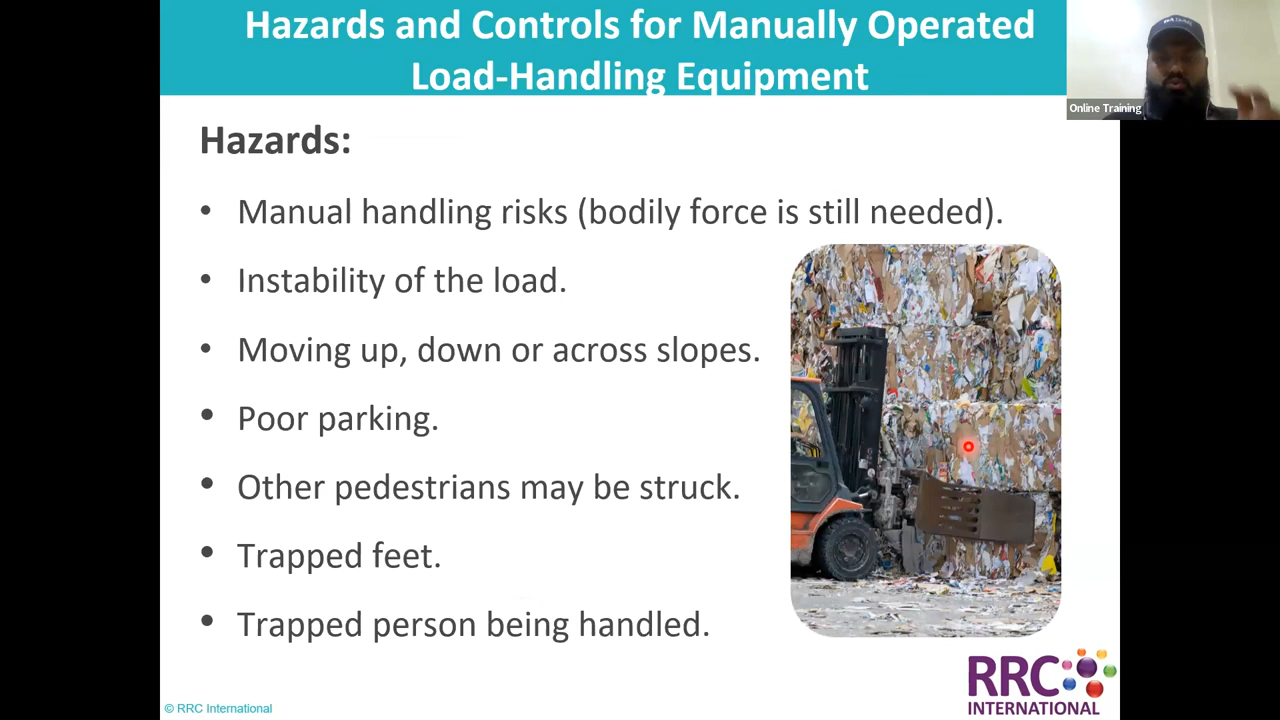 Hazards and Controls for Manually Operated
Load-Handling Equipment
Online Training
Hazards:
• Manual handling risks (bodily force is still needed).
• Instability of the load.
• Moving up, down or across slopes.
• Poor parking.
• Other pedestrians may be struck.
• Trapped feet.
• Trapped person being handled.
RRC
INTERNATIONAL
© RRC International